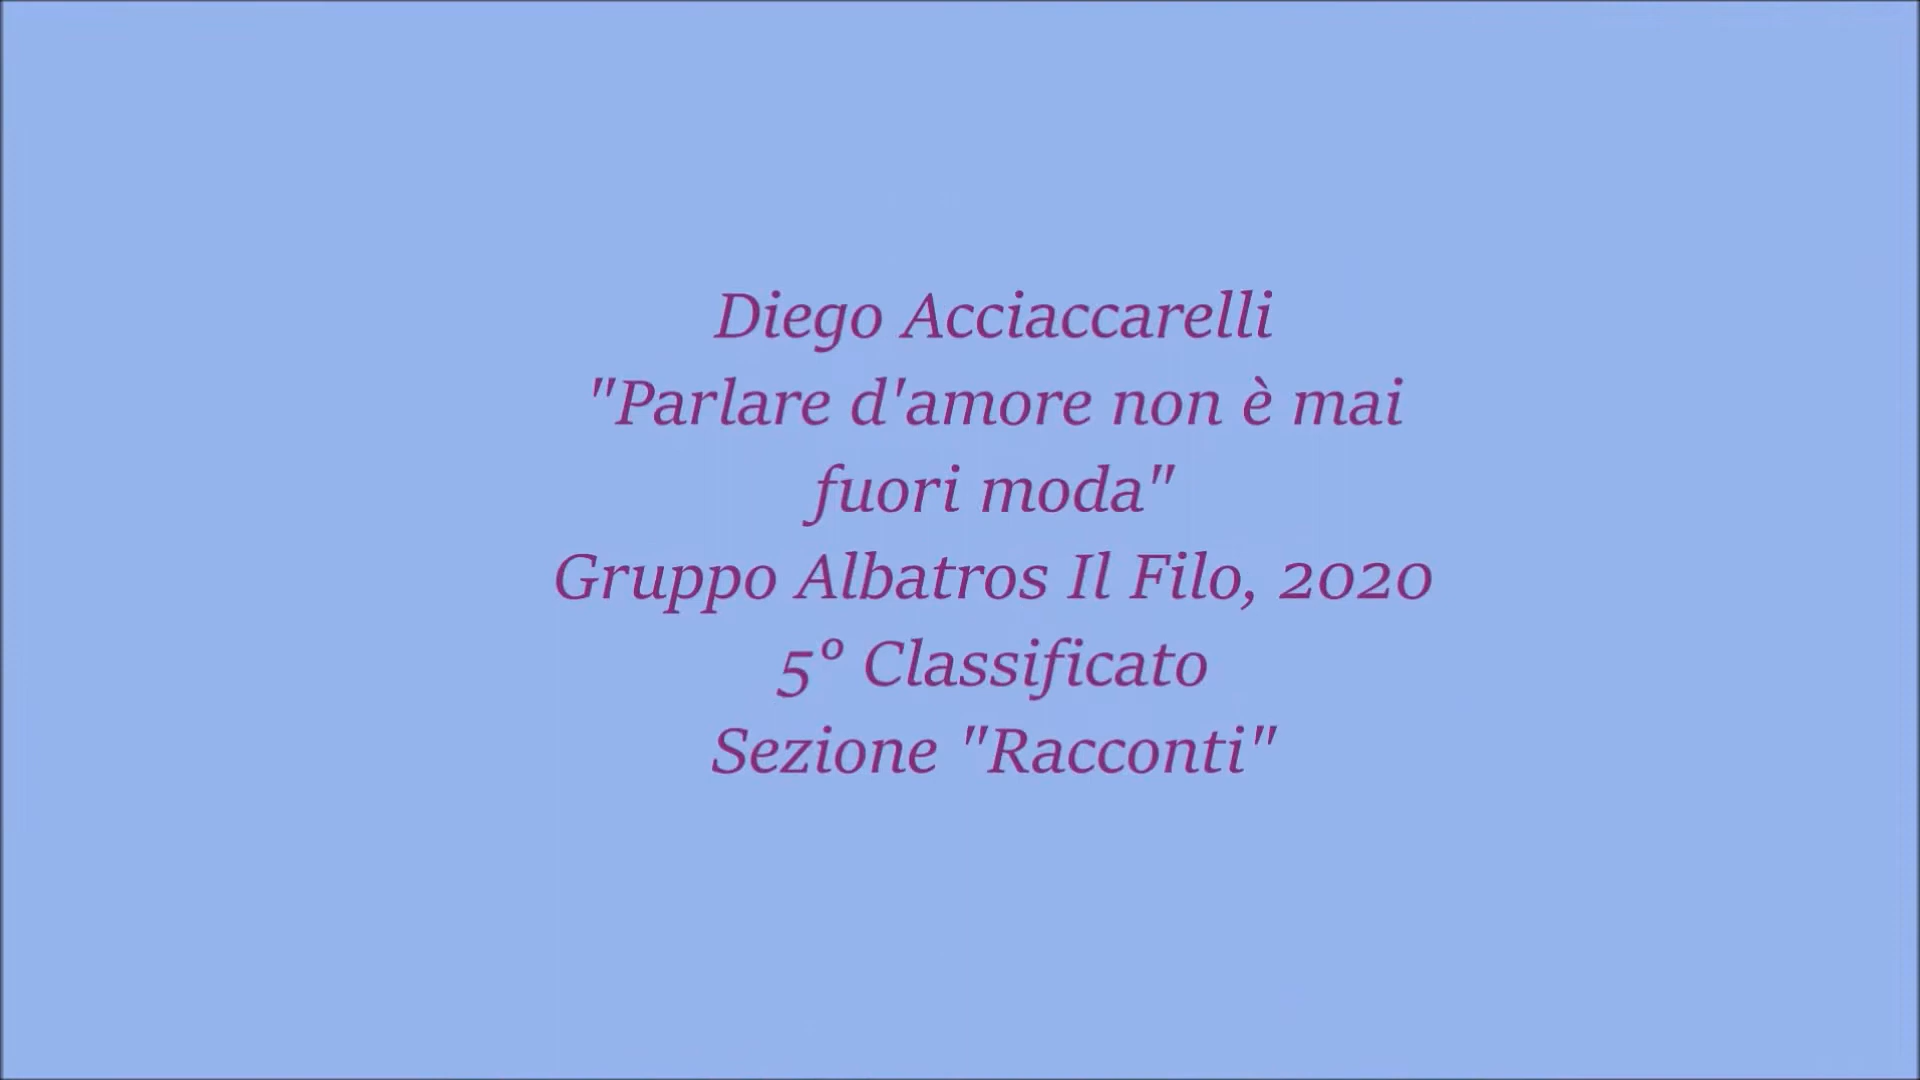 Diego Acciaccarelli
"Parlare d'amore non è mai
fuori moda"
Gruppo Albatros Il Filo, 2020
5° Classificato
Sezione "Racconti"